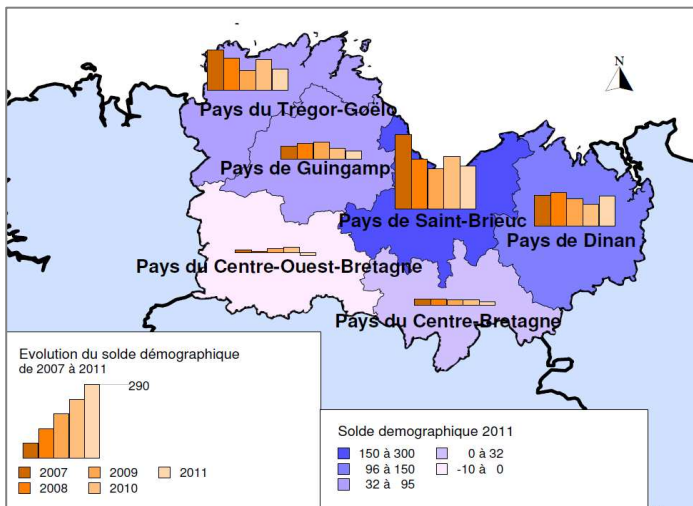 N
Pays du Trégor-Goëlo
Pays de Guingamp
Pays de Saint-Brieuc
Pays de Dinan
Pays du Centre-Ouest-Bretagne
Pays du Centre-Bretagne
Evolution du solde démographique
de 2007 à 2011
290
2007 2009 2011
2008 2010
Solde demographique 2011
150 à 300 0 à 32
96 à 150 -10 à 0
32 à 95